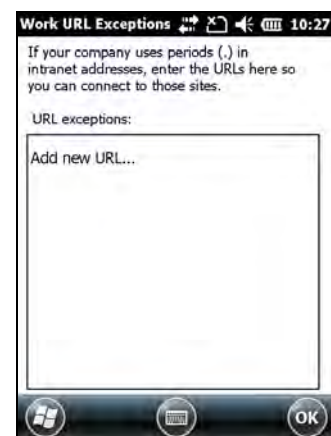 Work URL Exceptions 10:27
If your company uses periods (.) in
intranet addresses, enter the URLs here so
you can connect to those sites.
URL exceptions:
Add new URL...
OK